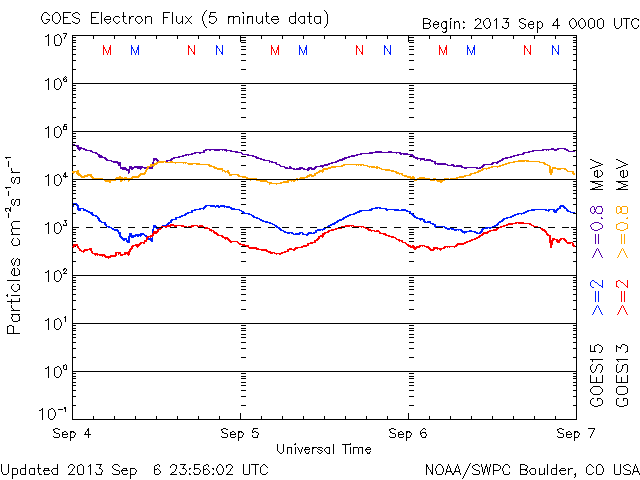 GOES Electron Flux (5 minute data)
Begin: 2013 Sep 4 0000 UTC
10⁷
M M N N M M N N M M N N
10⁶
10⁵
10⁴
10³
10²
10¹
10⁰
10⁻¹
Particles cm⁻²s⁻¹sr⁻¹
Sep 4 Sep 5 Sep 6 Sep 7
Universal Time
GOES15 >=2 >=0.8 MeV
GOES13 >=2 >=0.8 MeV
Updated 2013 Sep 6 23:56:02 UTC
NOAA/SWPC Boulder, CO USA